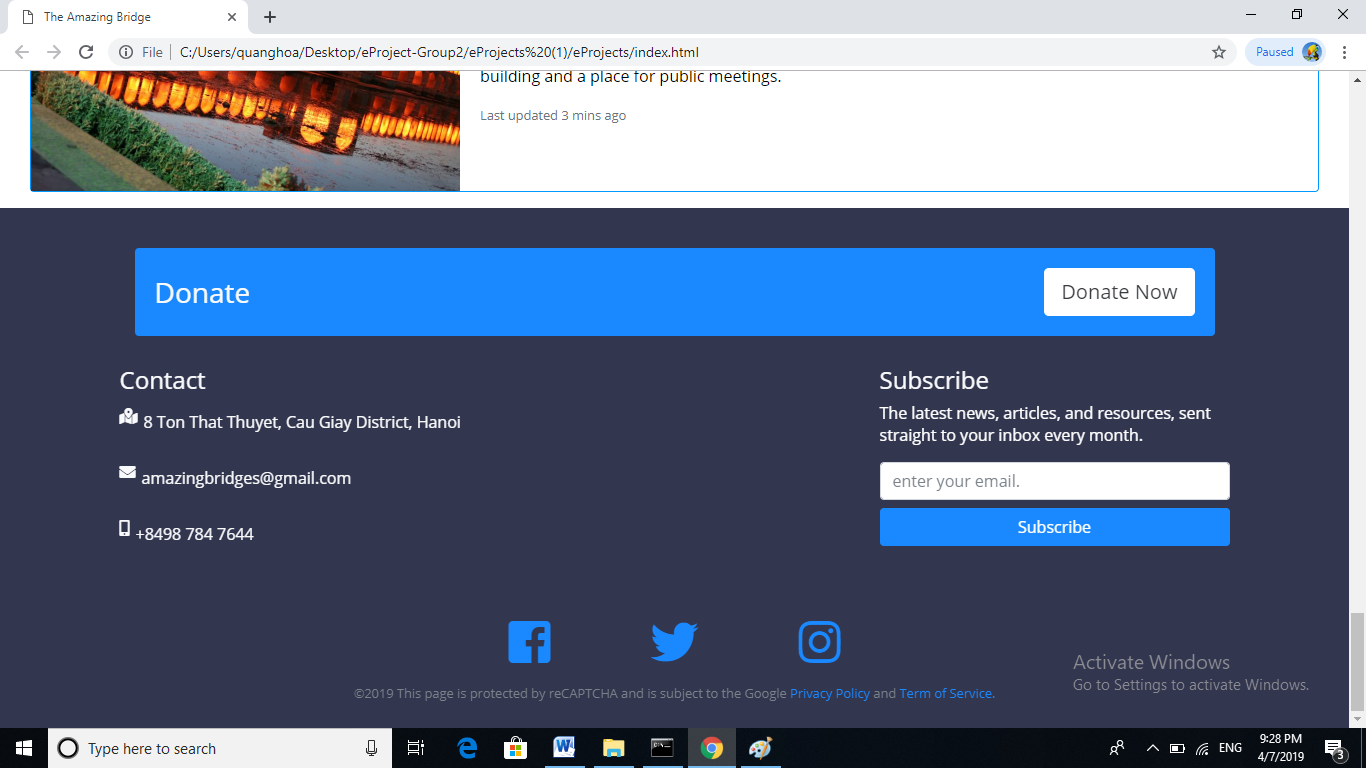 The Amazing Bridge
File
C:/Users/quanghoa/Desktop/eProject-Group2/eProjects%20(1)/eProjects/index.html
Paused
building and a place for public meetings.
Last updated 3 mins ago
Donate
Donate Now
Contact
8 Ton That Thuyet, Cau Giay District, Hanoi
amazingbridges@gmail.com
+8498 784 7644
Subscribe
The latest news, articles, and resources, sent
straight to your inbox every month.
enter your email.
Subscribe
©2019 This page is protected by reCAPTCHA and is subject to the Google Privacy Policy and Term of Service.
Activate Windows
Go to Settings to activate Windows.
Type here to search
ENG
9:28 PM
4/7/2019
3